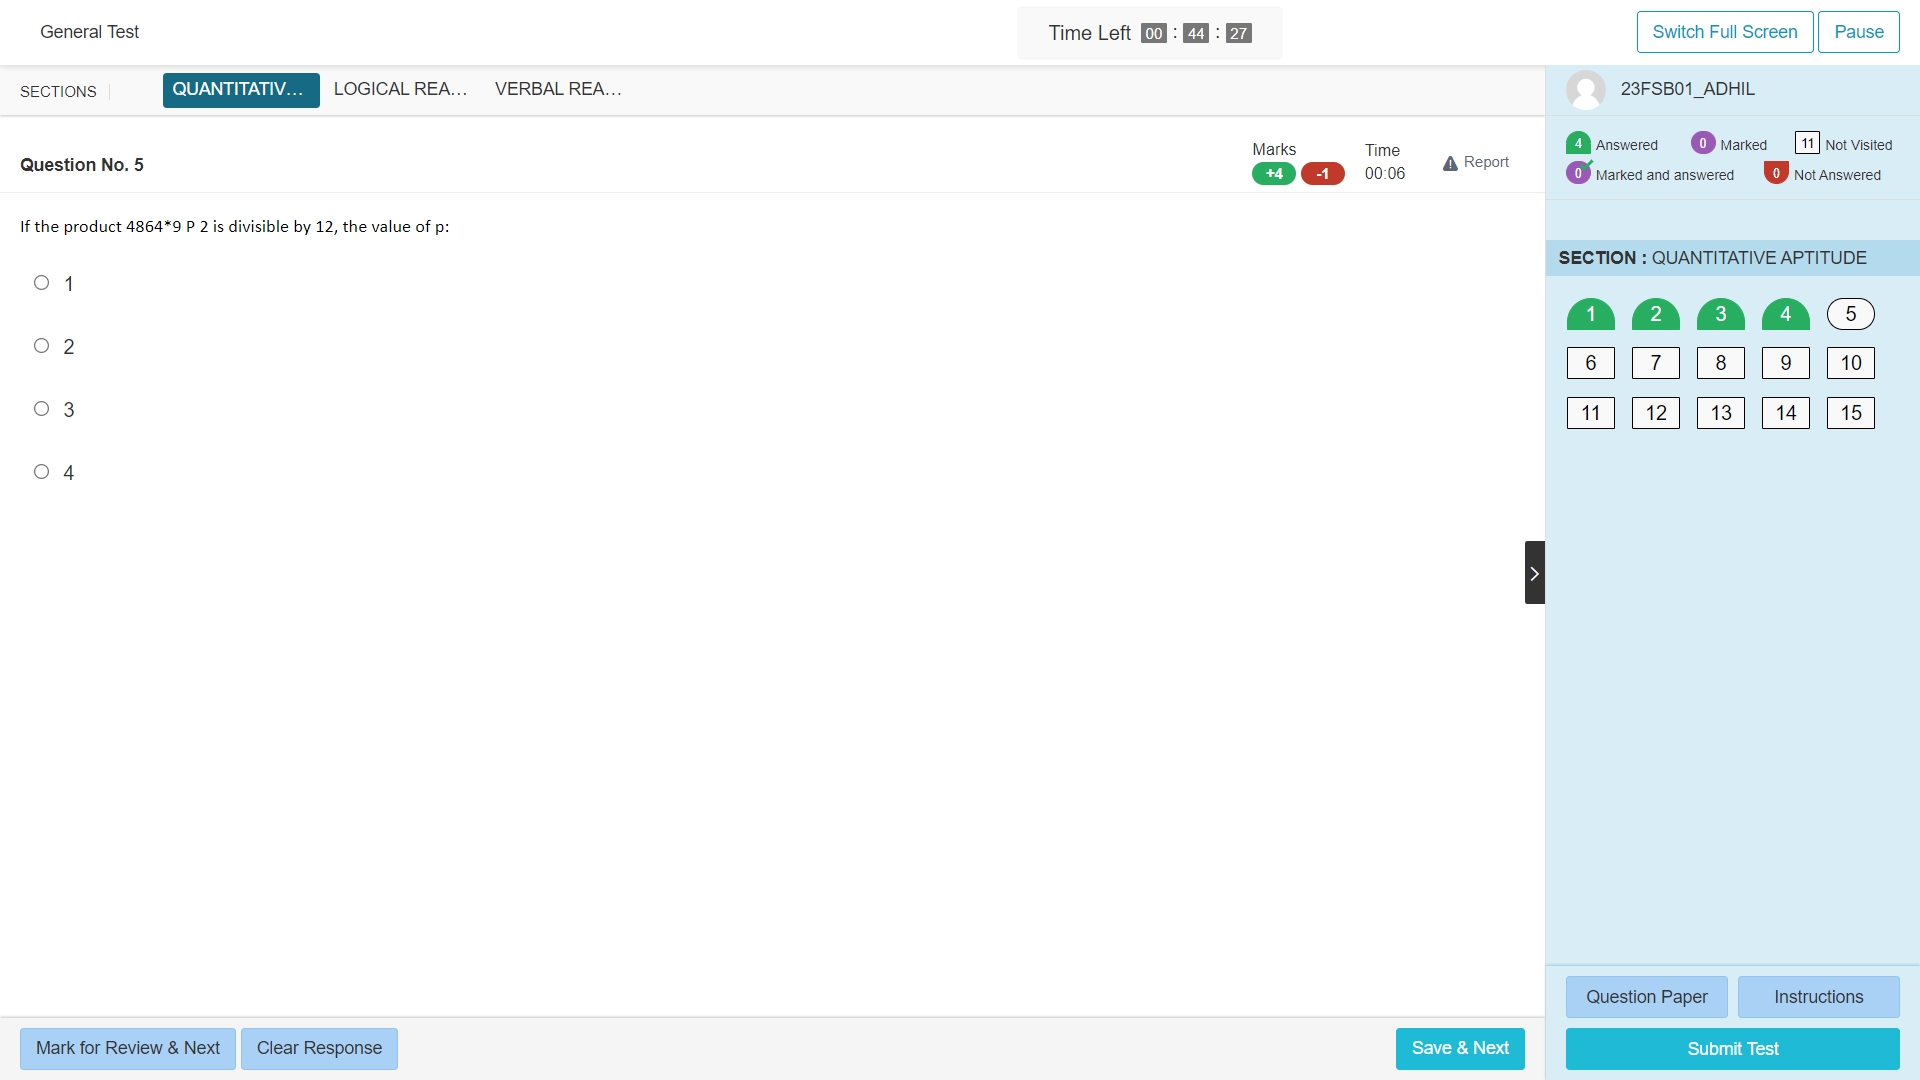 General Test
Time Left 00 : 44 : 27
Switch Full Screen
Pause
SECTIONS
QUANTITATIV...
LOGICAL REA...
VERBAL REA...
23FSB01_ADHIL
4 Answered
0 Marked
11 Not Visited
0 Marked and answered
0 Not Answered
Question No. 5
Marks
+4 -1
Time
00:06
Report
If the product 4864*9 P 2 is divisible by 12, the value of p:
1
2
3
4
SECTION : QUANTITATIVE APTITUDE
1 2 3 4 5
6 7 8 9 10
11 12 13 14 15
Question Paper
Instructions
Mark for Review & Next
Clear Response
Save & Next
Submit Test